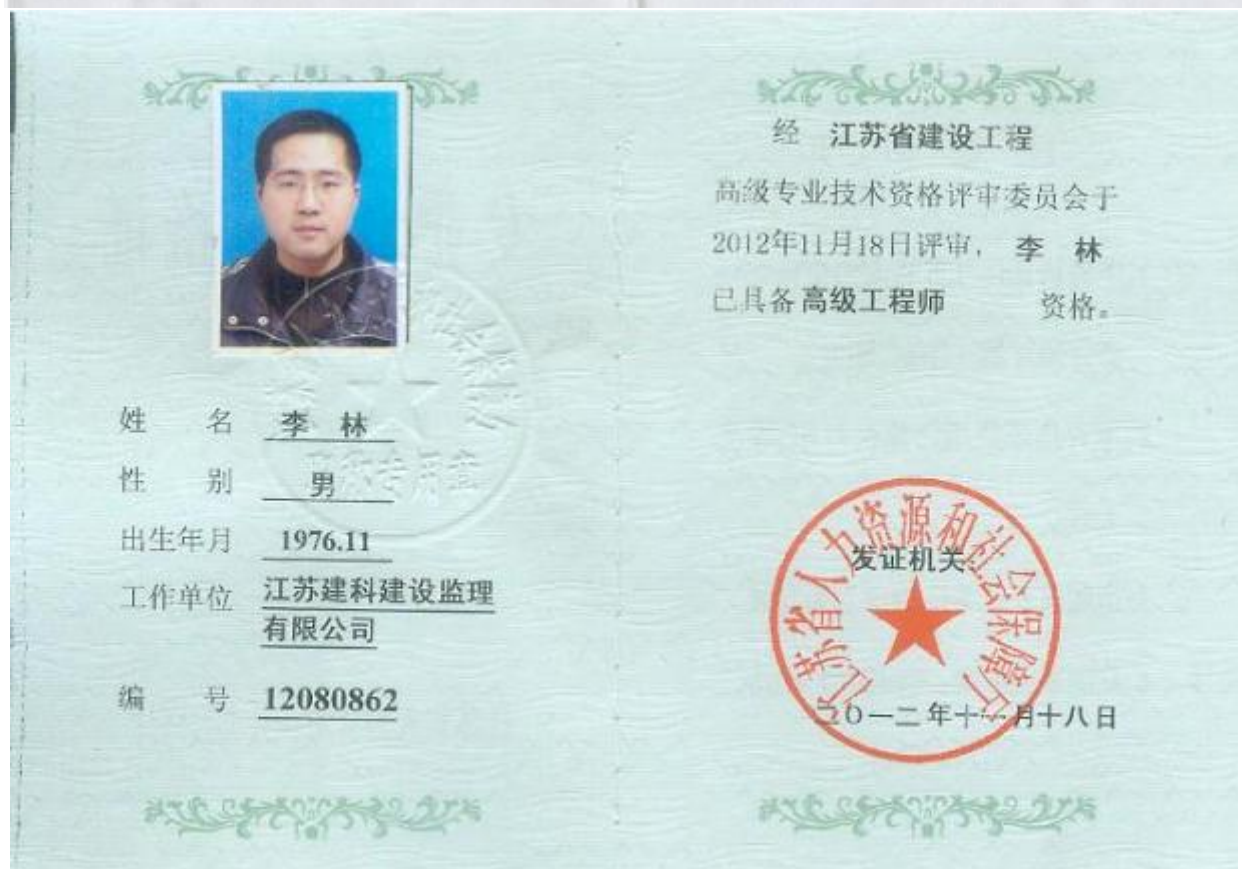 姓 名 李 林
性 别 男
出生年月 1976.11
工作单位 江苏建科建设监理
有限公司
编 号 12080862
经 江苏省建设工程
高级专业技术资格评审委员会于
2012年11月18日评审， 李 林
已具备 高级工程师 资格。
江苏省人力资源和社会保障厅
发证机关
二〇一二年十一月十八日